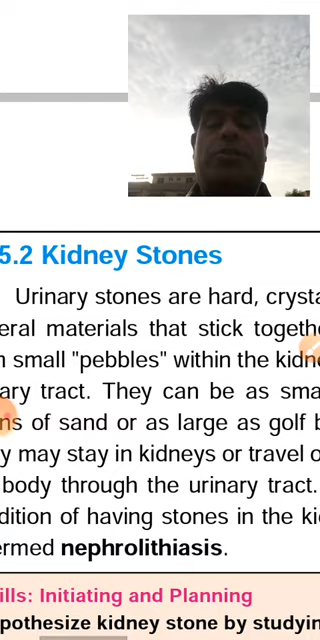 5.2 Kidney Stones
Urinary stones are hard, crysta
eral materials that stick togethe
small "pebbles" within the kidne
ary tract. They can be as sma
ns of sand or as large as golf b
y may stay in kidneys or travel o
body through the urinary tract.
dition of having stones in the ki
ermed nephrolithiasis.
ills: Initiating and Planning
pothesize kidney stone by studyin